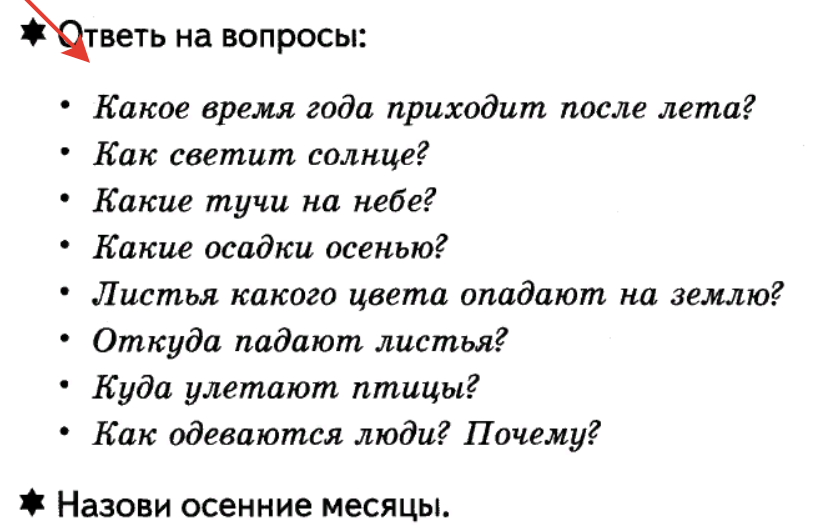 ✶ Ответь на вопросы:
• Какое время года приходит после лета?
• Как светит солнце?
• Какие тучи на небе?
• Какие осадки осенью?
• Листья какого цвета опадают на землю?
• Откуда падают листья?
• Куда улетают птицы?
• Как одеваются люди? Почему?
✶ Назови осенние месяцы.